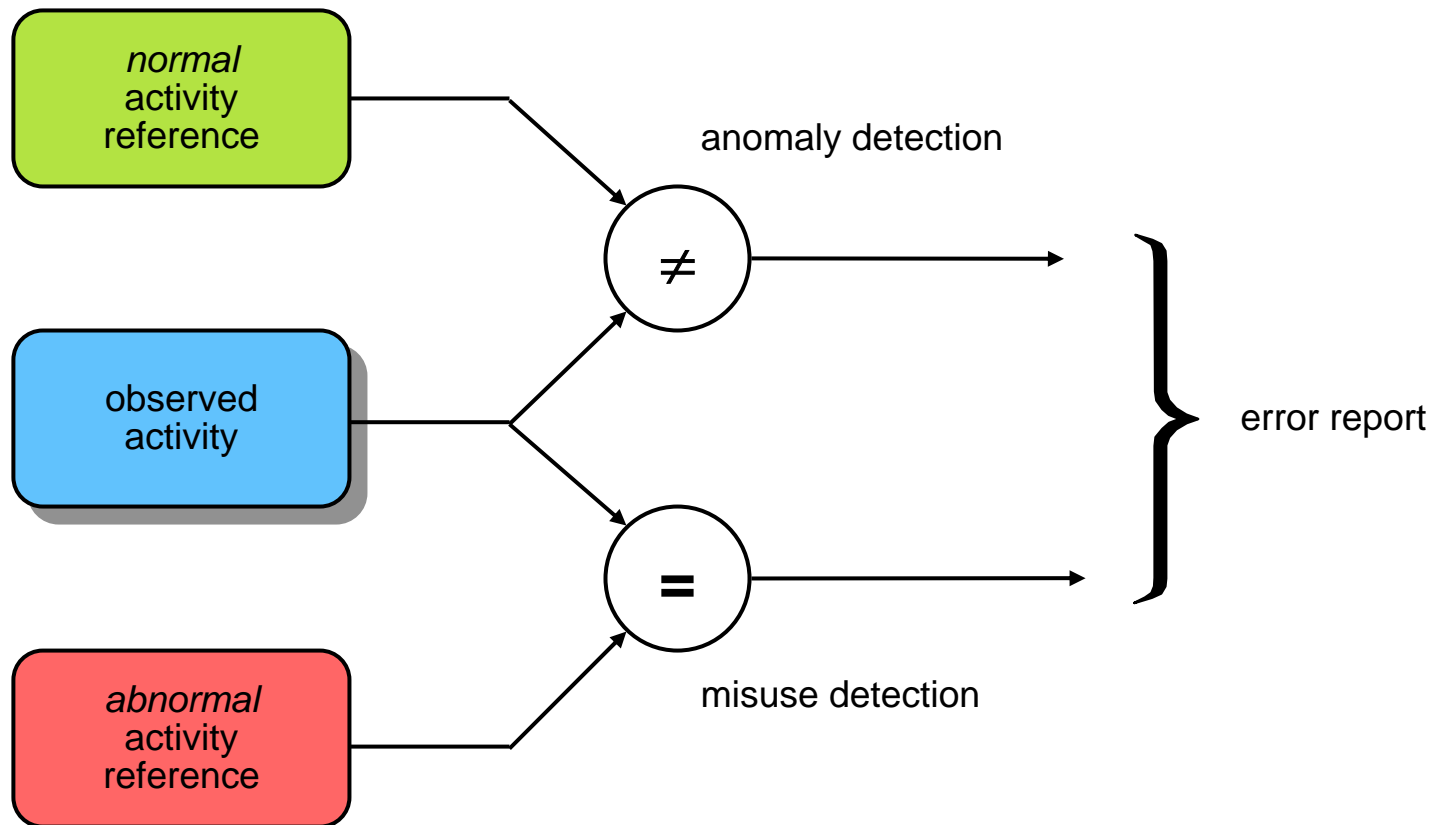 normal
activity
reference
anomaly detection
≠
observed
activity
error report
=
misuse detection
abnormal
activity
reference